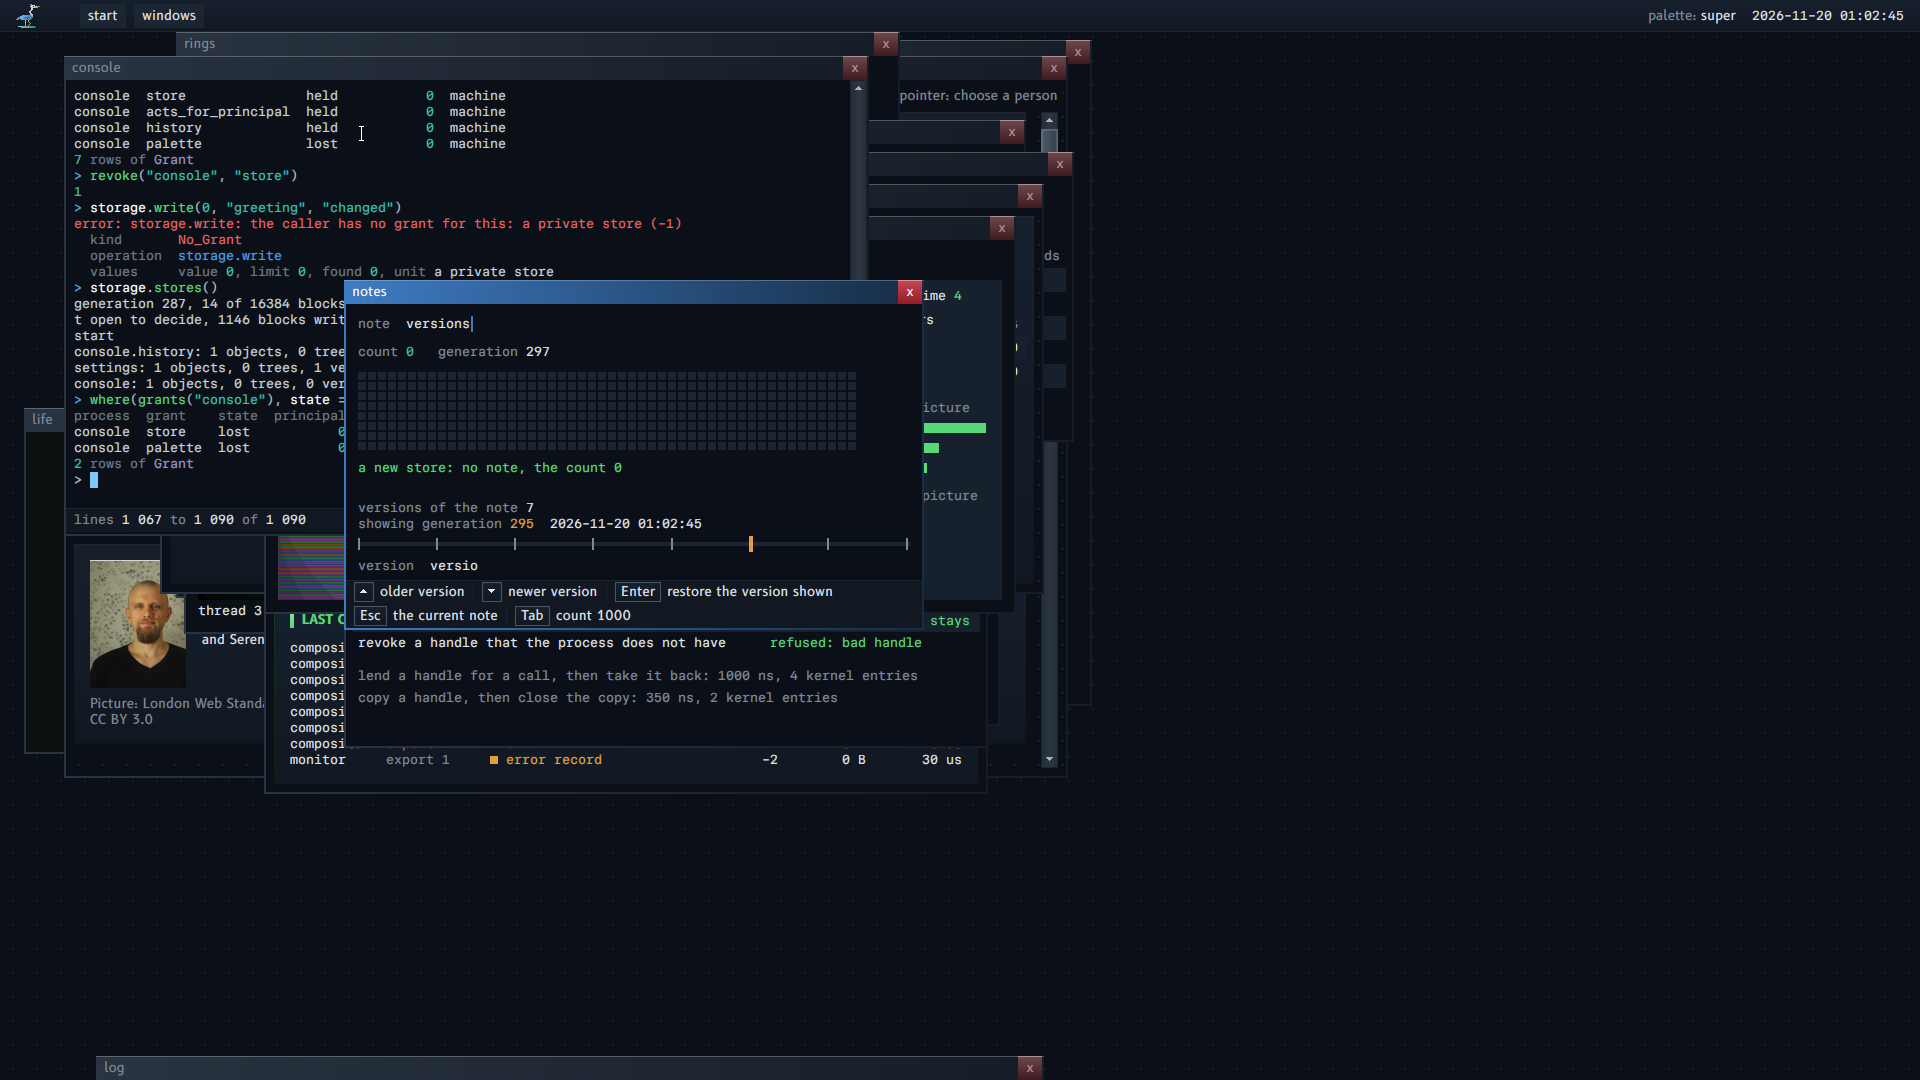 start windows palette: super 2026-11-20 01:02:45
rings x
x
console x
x
pointer: choose a person
console store held 0 machine
console acts_for_principal held 0 machine
console history held 0 machine
console palette lost 0 machine
7 rows of Grant
> revoke("console", "store")
1
> storage.write(0, "greeting", "changed")
error: storage.write: the caller has no grant for this: a private store (-1)
kind No_Grant
operation storage.write
values value 0, limit 0, found 0, unit a private store
> storage.stores()
generation 287, 14 of 16384 blocks
t open to decide, 1146 blocks writ
start
console.history: 1 objects, 0 tree
settings: 1 objects, 0 trees, 1 ve
console: 1 objects, 0 trees, 0 ver
> where(grants("console"), state =
process grant state principal
console store lost 0
console palette lost 0
2 rows of Grant
>
lines 1 067 to 1 090 of 1 090
x
x
x
x
ds
ime 4
s
icture
picture
life
notes x
note versions
count 0 generation 297
a new store: no note, the count 0
versions of the note 7
showing generation 295 2026-11-20 01:02:45
version versio
older version newer version Enter restore the version shown
Esc the current note Tab count 1000
thread 3
and Seren
Picture: London Web Standa
CC BY 3.0
LAST C
stays
revoke a handle that the process does not have refused: bad handle
lend a handle for a call, then take it back: 1000 ns, 4 kernel entries
copy a handle, then close the copy: 350 ns, 2 kernel entries
composi
composi
composi
composi
composi
composi
composi
monitor export 1 error record -2 0 B 30 us
log x